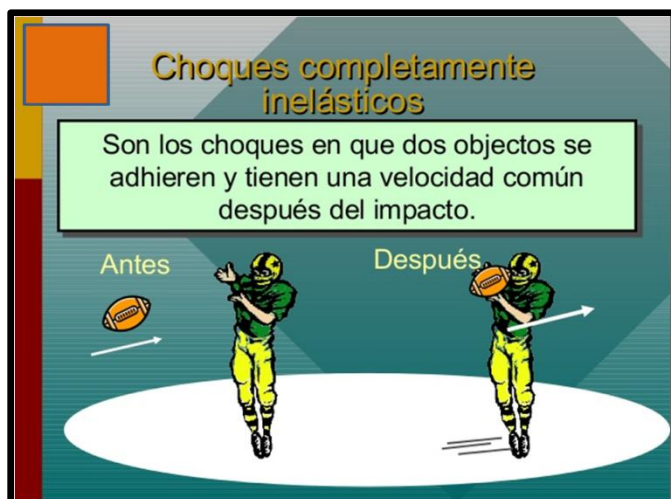 Choques completamente
inelásticos
Son los choques en que dos objectos se
adhieren y tienen una velocidad común
después del impacto.
Antes
Después